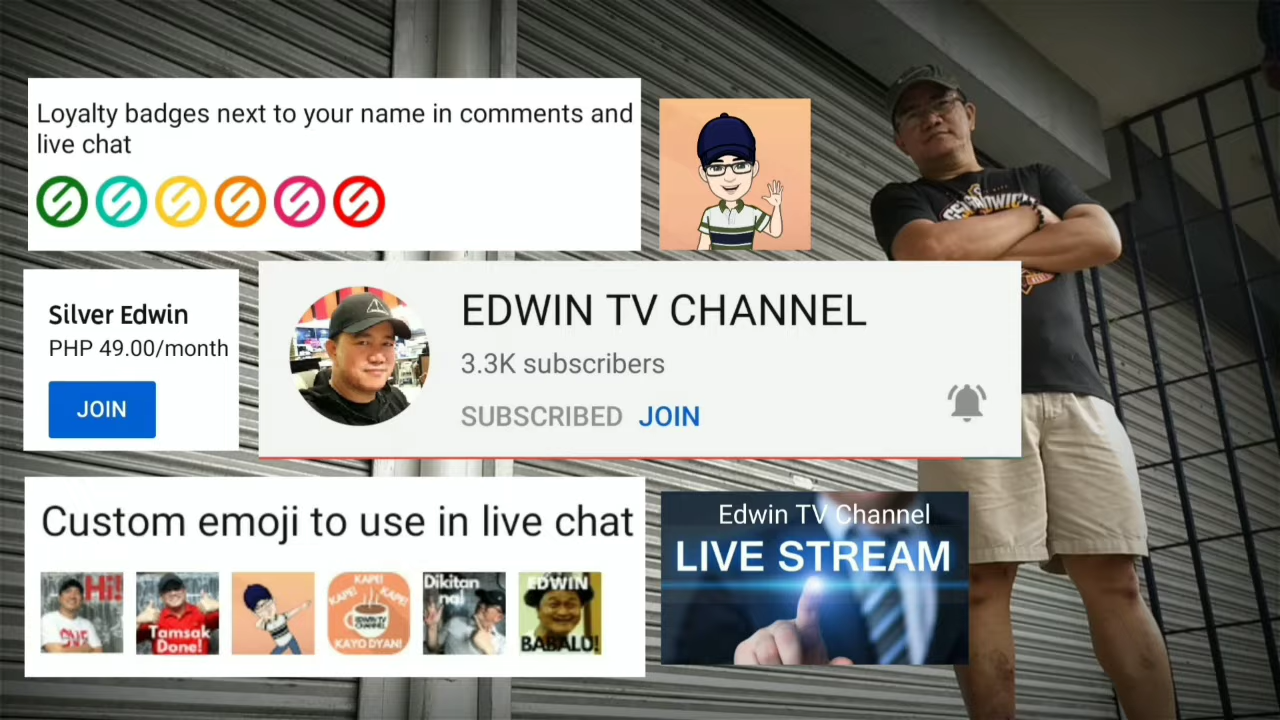 Loyalty badges next to your name in comments and
live chat
Silver Edwin
PHP 49.00/month
JOIN
EDWIN TV CHANNEL
3.3K subscribers
SUBSCRIBED JOIN
Custom emoji to use in live chat
Hi!
Tamsak
Done!
KAPE!
KAPE! KAPE!
EDWIN TV
CHANNEL
KAYO DYAN!
Dikitan
na!
EDWIN
BABALU!
Edwin TV Channel
LIVE STREAM